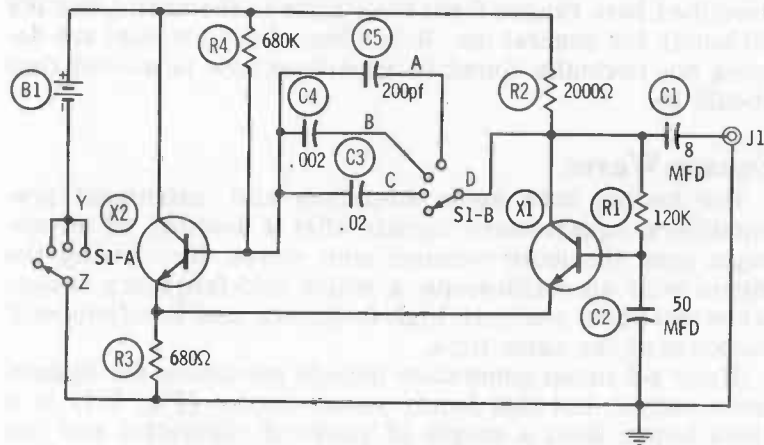 R4
680K
C5
A
200pf
B1
C4
B
.002
C3
C
02
R2
2000Ω
C1
8
MFD
J1
D
S1-B
Y
X2
S1-A
Z
X1
R1
120K
R3
680Ω
C2
50
MFD